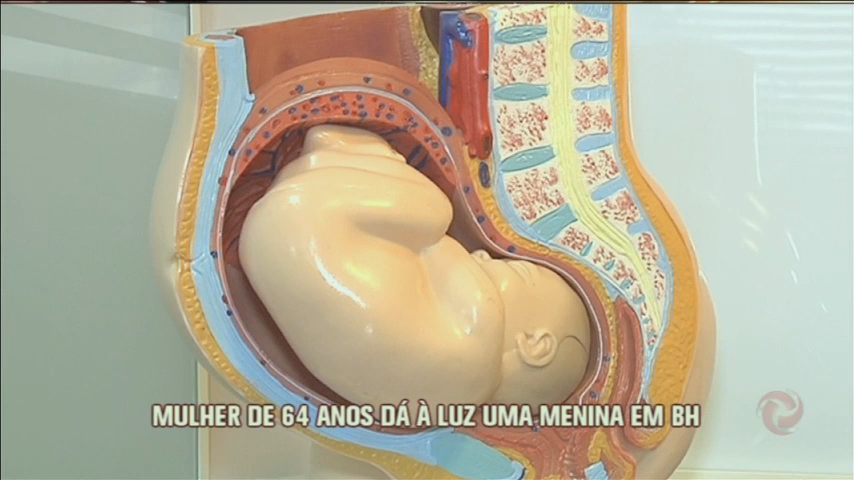 MULHER DE 64 ANOS DÁ À LUZ UMA MENINA EM BH